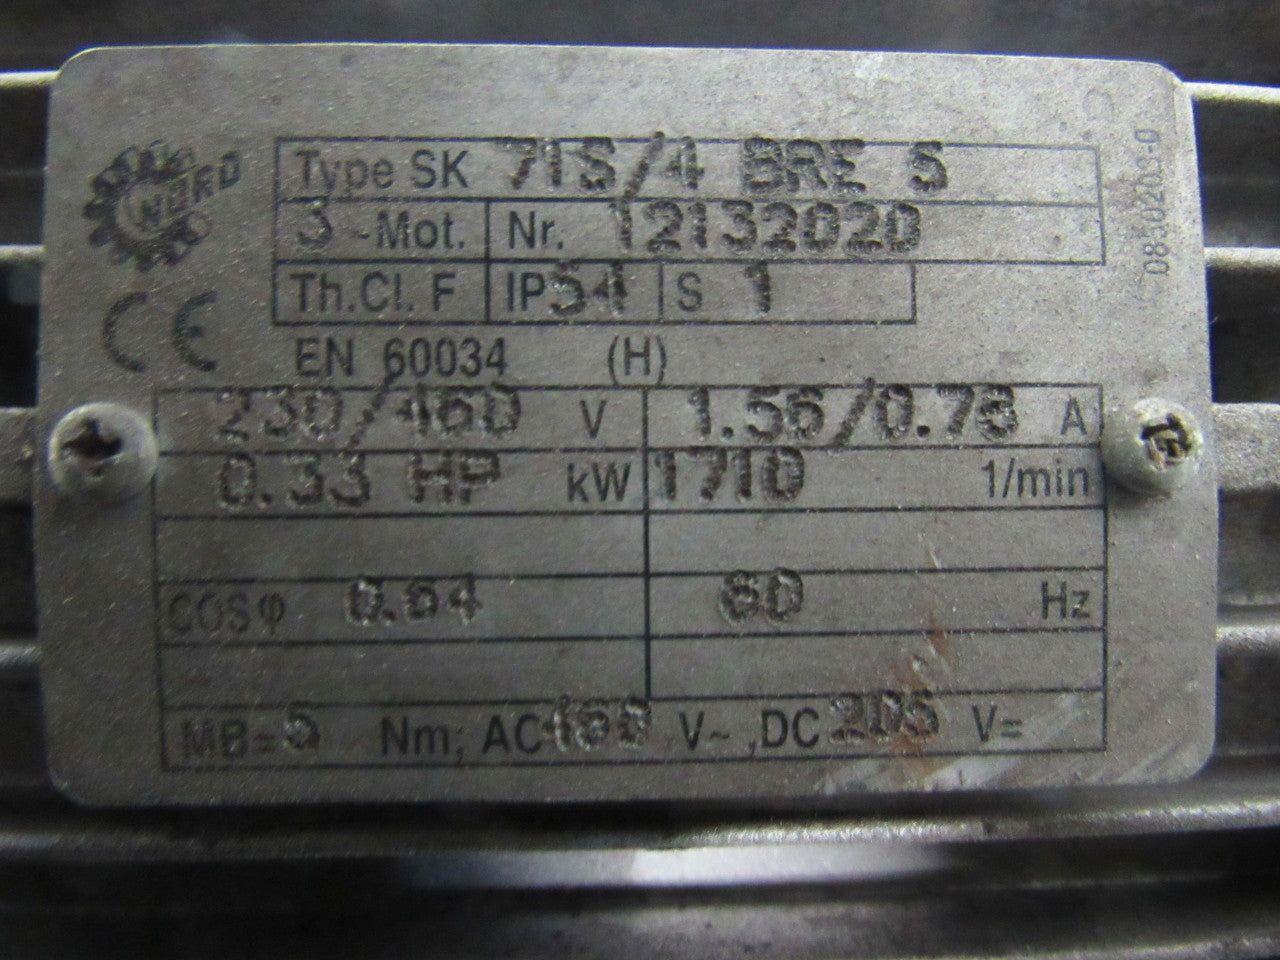 NORD
Type SK 71S/4 BRE S
3 ~Mot. Nr. 12132020
Th.Cl. F IP54 S 1
CE
EN 60034 (H)
230/460 V 1.56/0.78 A
0.33 HP kW 1710 1/min
COSφ 0.64 60 Hz
MB=5 Nm; AC 460 V~ ,DC 205 V=